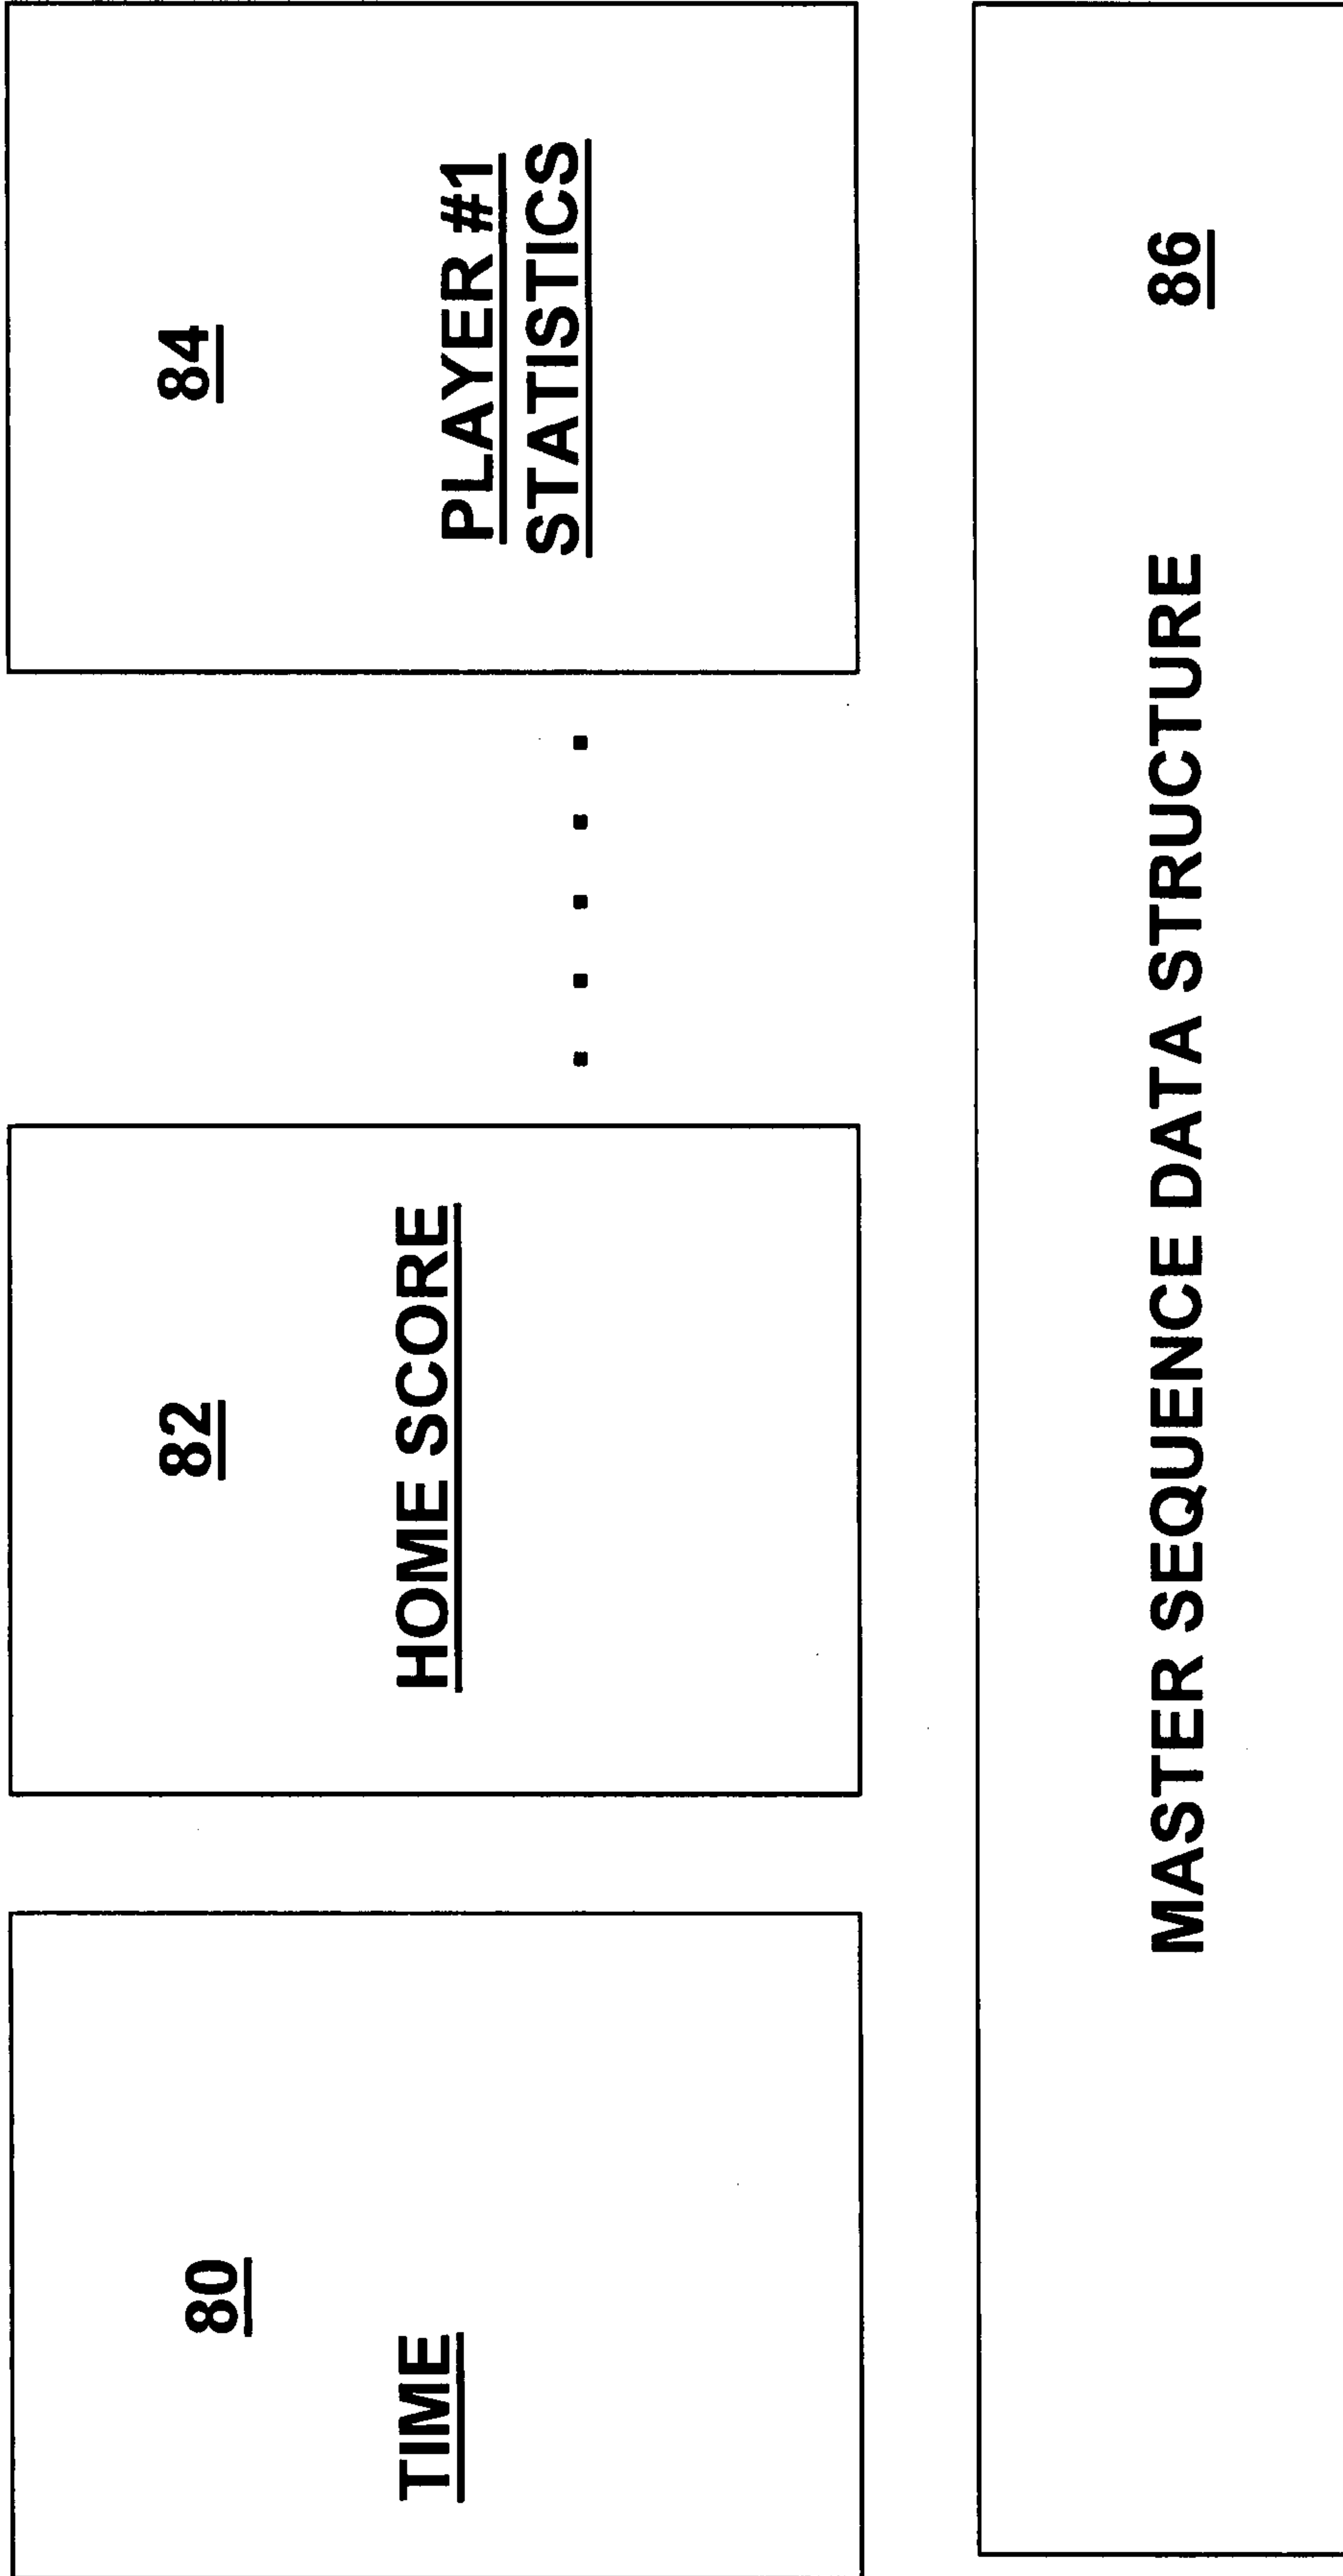 80
TIME
82
HOME SCORE
. . . . .
84
PLAYER #1
STATISTICS
MASTER SEQUENCE DATA STRUCTURE 86